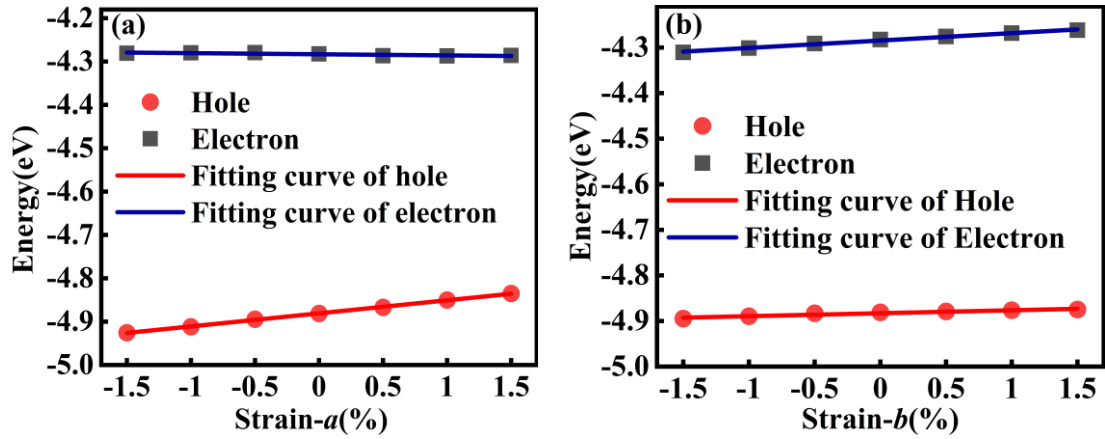 (a)
Energy(eV)
-4.2
-4.3
-4.4
-4.5
-4.6
-4.7
-4.8
-4.9
-5.0
Hole
Electron
Fitting curve of hole
Fitting curve of electron
-1.5 -1 -0.5 0 0.5 1 1.5
Strain-a(%)
(b)
Energy(eV)
-4.3
-4.4
-4.5
-4.6
-4.7
-4.8
-4.9
-5.0
Hole
Electron
Fitting curve of Hole
Fitting curve of Electron
-1.5 -1 -0.5 0 0.5 1 1.5
Strain-b(%)